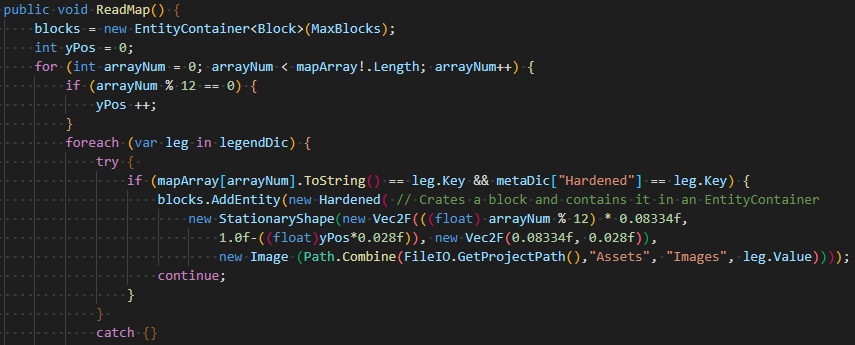 public void ReadMap() {
blocks = new EntityContainer<Block>(MaxBlocks);
int yPos = 0;
for (int arrayNum = 0; arrayNum < mapArray!.Length; arrayNum++) {
if (arrayNum % 12 == 0) {
yPos ++;
}
foreach (var leg in legendDic) {
try {
if (mapArray[arrayNum].ToString() == leg.Key && metaDic["Hardened"] == leg.Key) {
blocks.AddEntity(new Hardened( // Crates a block and contains it in an EntityContainer
new StationaryShape(new Vec2F(((float) arrayNum % 12) * 0.08334f,
1.0f-((float)yPos*0.028f)), new Vec2F(0.08334f, 0.028f)),
new Image (Path.Combine(FileIO.GetProjectPath(),"Assets", "Images", leg.Value))));
continue;
}
}
catch {}